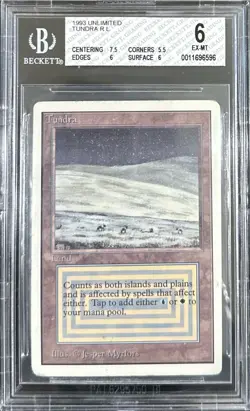 BECKETT
1993 UNLIMITED
TUNDRA R L
CENTERING 7.5 CORNERS 5.5
EDGES 6 SURFACE 6
6
EX-MT
0011696596
Tundra
Land
Counts as both islands and plains
and is affected by spells that affect
either. Tap to add either or to
your mana pool.
Illus. © Jesper Myrfors